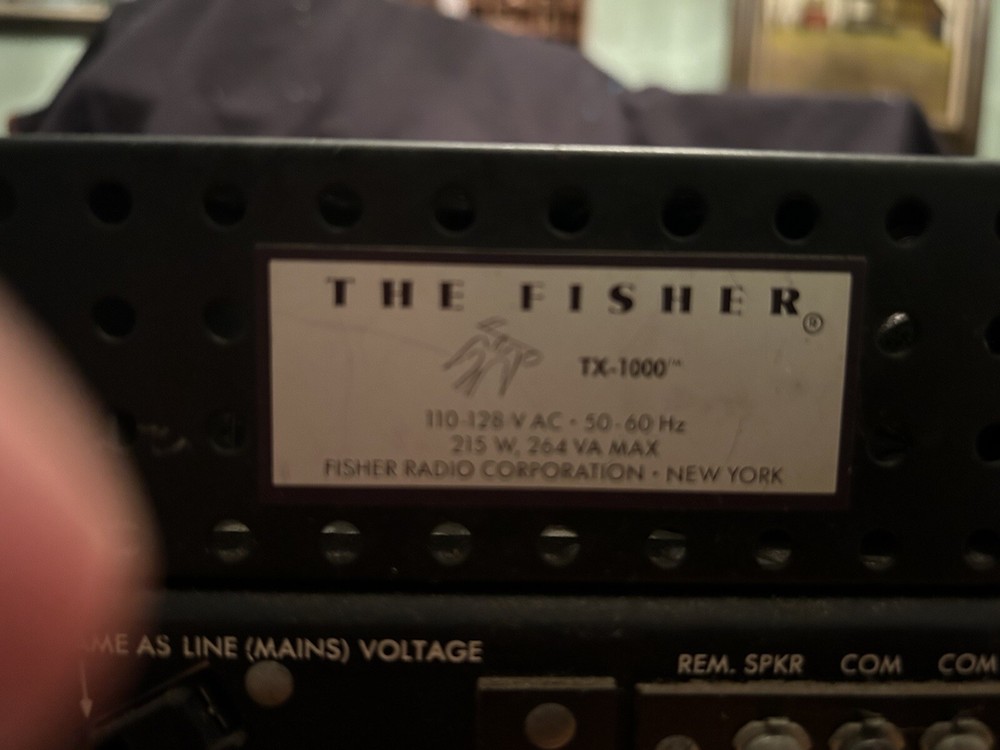 THE FISHER®
TX-1000™
110-128 V AC · 50-60 Hz
215 W, 264 VA MAX
FISHER RADIO CORPORATION · NEW YORK
AS LINE (MAINS) VOLTAGE
REM. SPKR COM COM